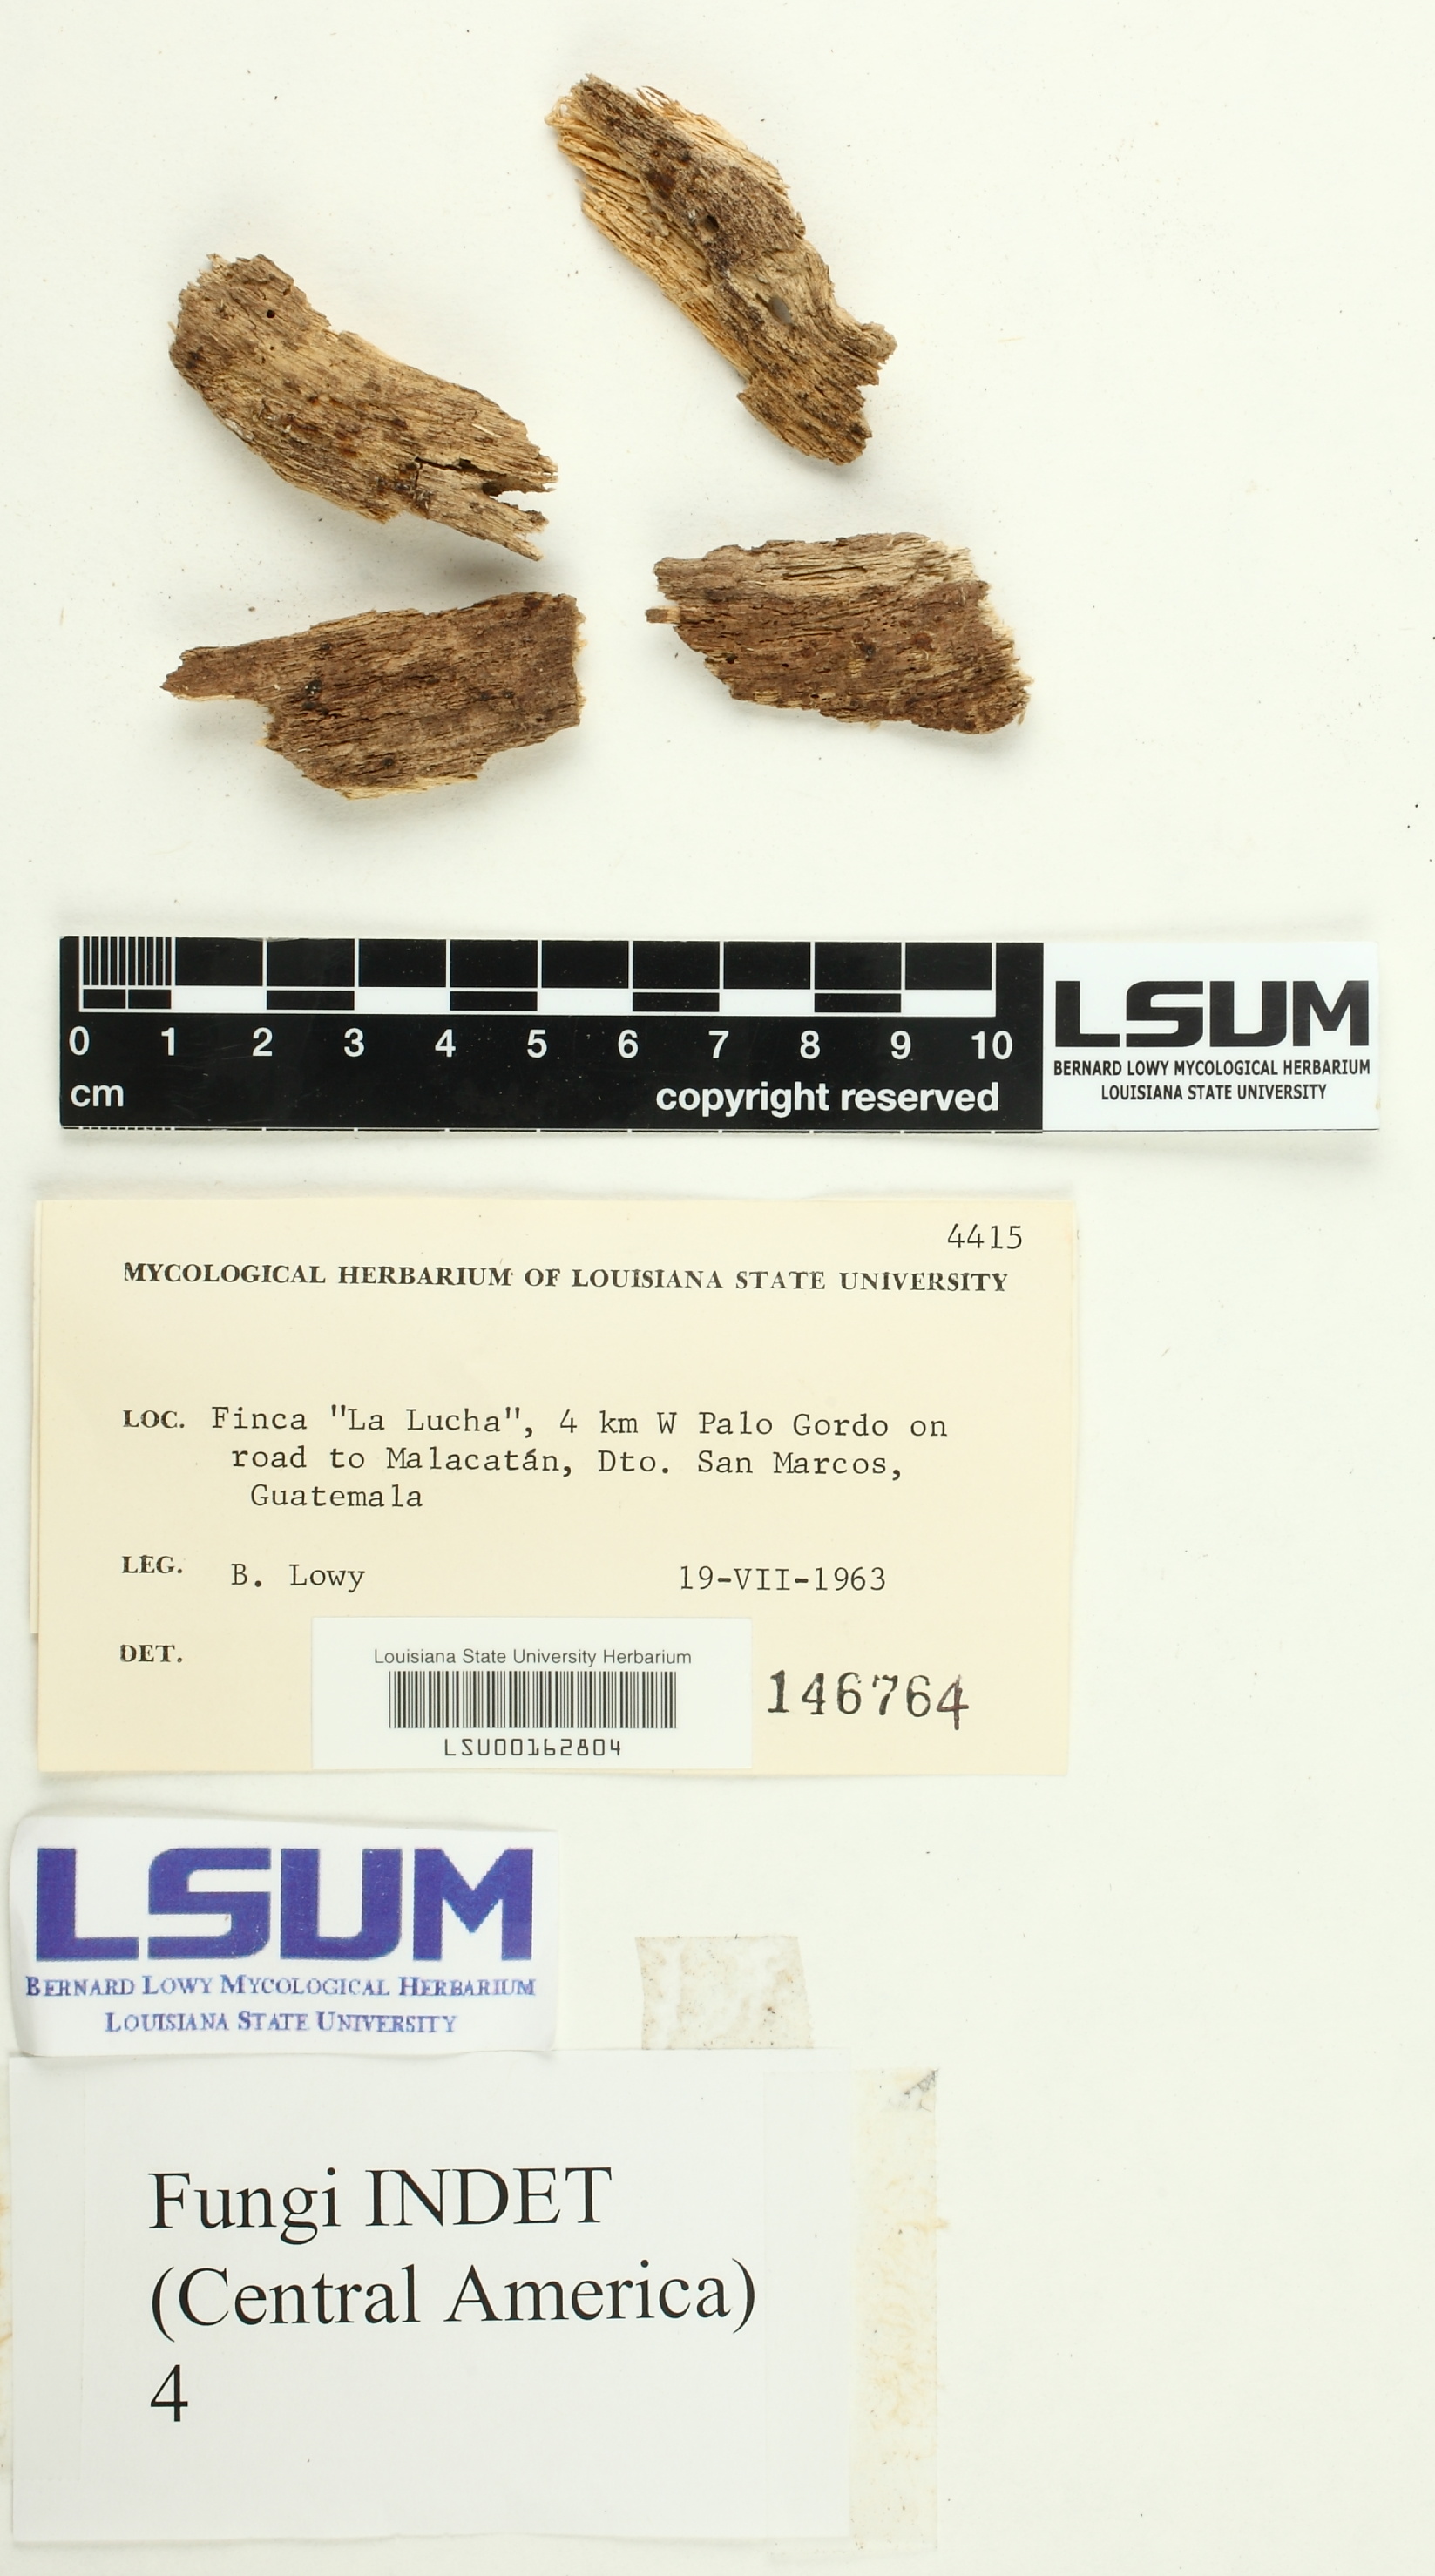 0 1 2 3 4 5 6 7 8 9 10
cm copyright reserved
LSUM
BERNARD LOWY MYCOLOGICAL HERBARIUM
LOUISIANA STATE UNIVERSITY
4415
MYCOLOGICAL HERBARIUM OF LOUISIANA STATE UNIVERSITY
LOC. Finca "La Lucha", 4 km W Palo Gordo on
road to Malacatán, Dto. San Marcos,
Guatemala
LEG. B. Lowy 19-VII-1963
DET.
Louisiana State University Herbarium
146764
LSU00162804
LSUM
BERNARD LOWY MYCOLOGICAL HERBARIUM
LOUISIANA STATE UNIVERSITY
Fungi INDET
(Central America)
4